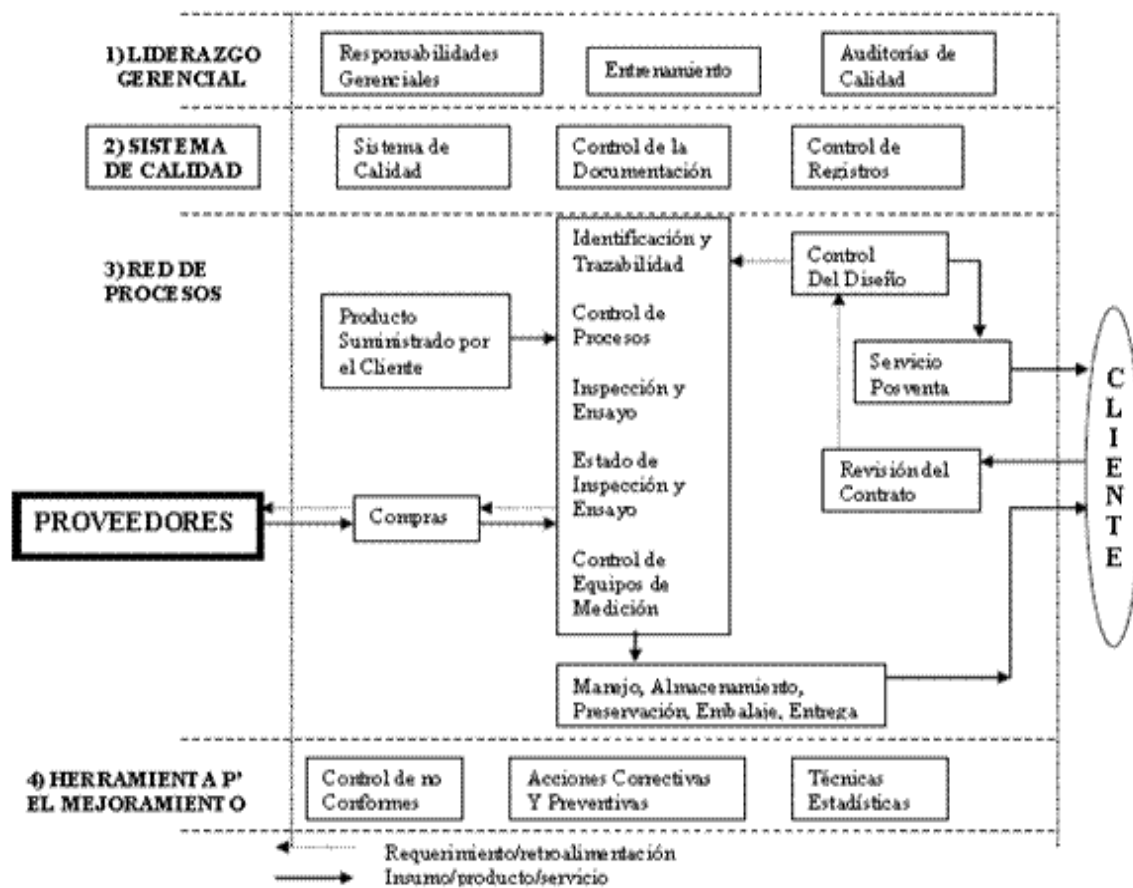 1) LIDERAZGO
GERENCIAL
Responsabilidades
Gerenciales
Entrenamiento
Auditorías de
Calidad
2) SISTEMA
DE CALIDAD
Sistema de
Calidad
Control de la
Documentación
Control de
Registros
3) RED DE
PROCESOS
Producto
Suministrado por
el Cliente
Identificación y
Trazabilidad
Control de
Procesos
Inspección y
Ensayo
Estado de
Inspección y
Ensayo
Control de
Equipos de
Medición
Control
Del Diseño
Servicio
Posventa
Revisión del
Contrato
CLIENTE
PROVEEDORES
Compras
Manejo, Almacenamiento,
Preservación, Embalaje, Entrega
4) HERRAMIENTA P'
EL MEJORAMIENTO
Control de no
Conformes
Acciones Correctivas
Y Preventivas
Técnicas
Estadísticas
Requerimiento/retroalimentación
Insumo/producto/servicio